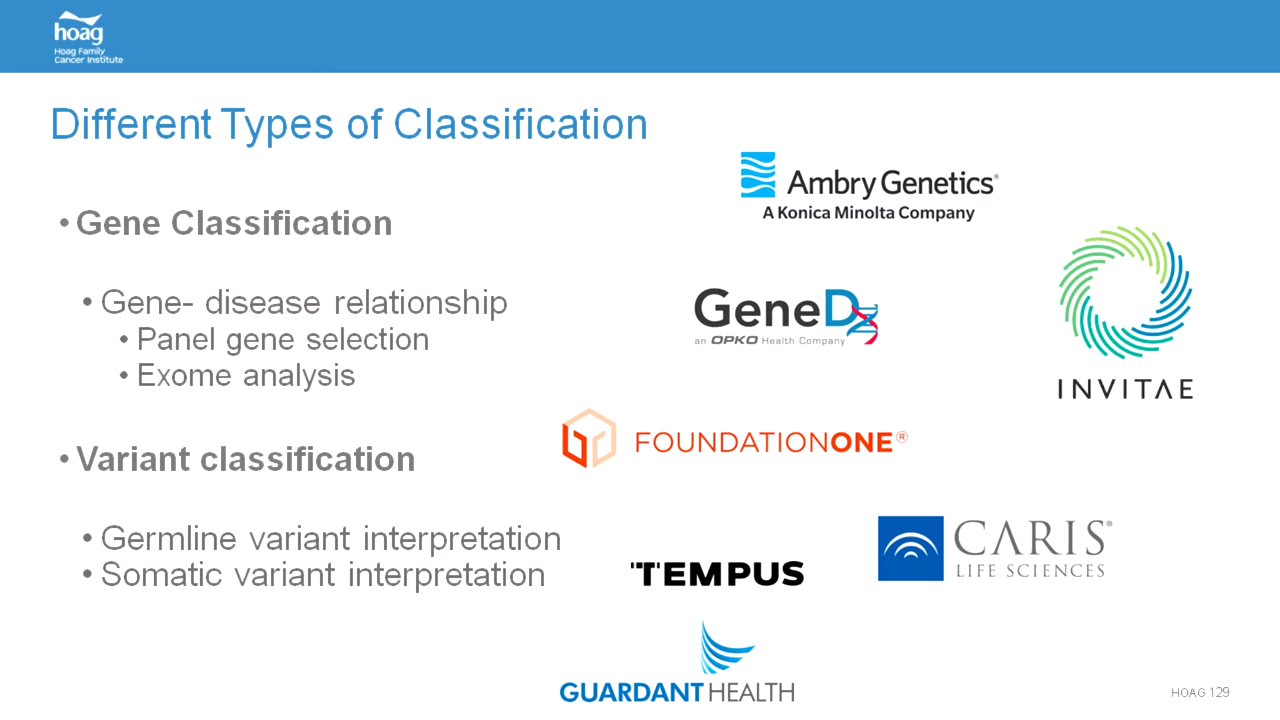 hoag
Hoag Family
Cancer Institute
Different Types of Classification
• Gene Classification
• Gene- disease relationship
• Panel gene selection
• Exome analysis
• Variant classification
• Germline variant interpretation
• Somatic variant interpretation
Ambry Genetics®
A Konica Minolta Company
GeneDx
an OPKO Health Company
INVITAE
FOUNDATIONONE®
TEMPUS
CARIS®
LIFE SCIENCES
GUARDANT HEALTH
HOAG 129